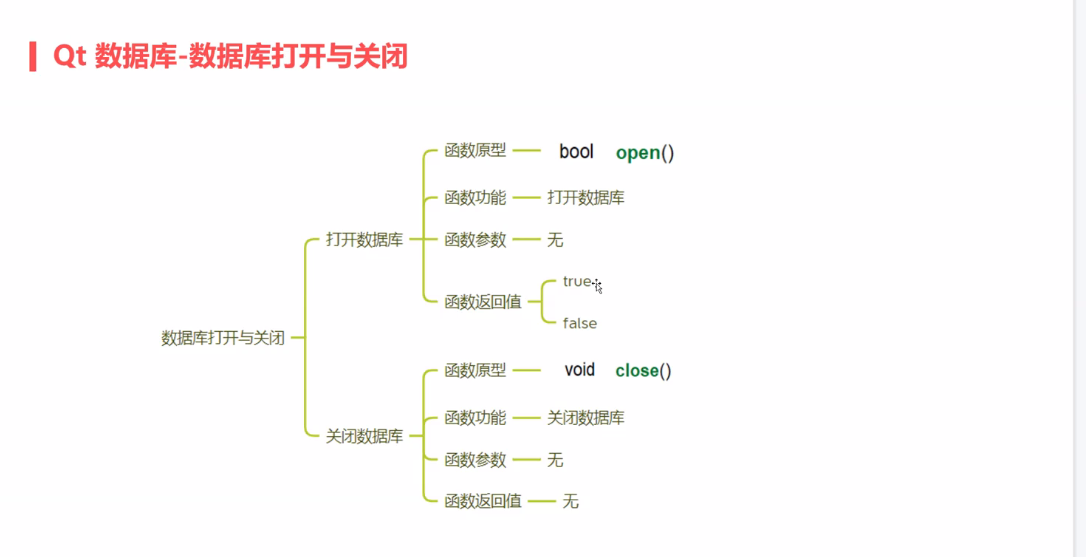 Qt 数据库-数据库打开与关闭
函数原型 bool open()
函数功能 打开数据库
打开数据库 函数参数 无
true
函数返回值
false
数据库打开与关闭
函数原型 void close()
函数功能 关闭数据库
关闭数据库
函数参数 无
函数返回值 无